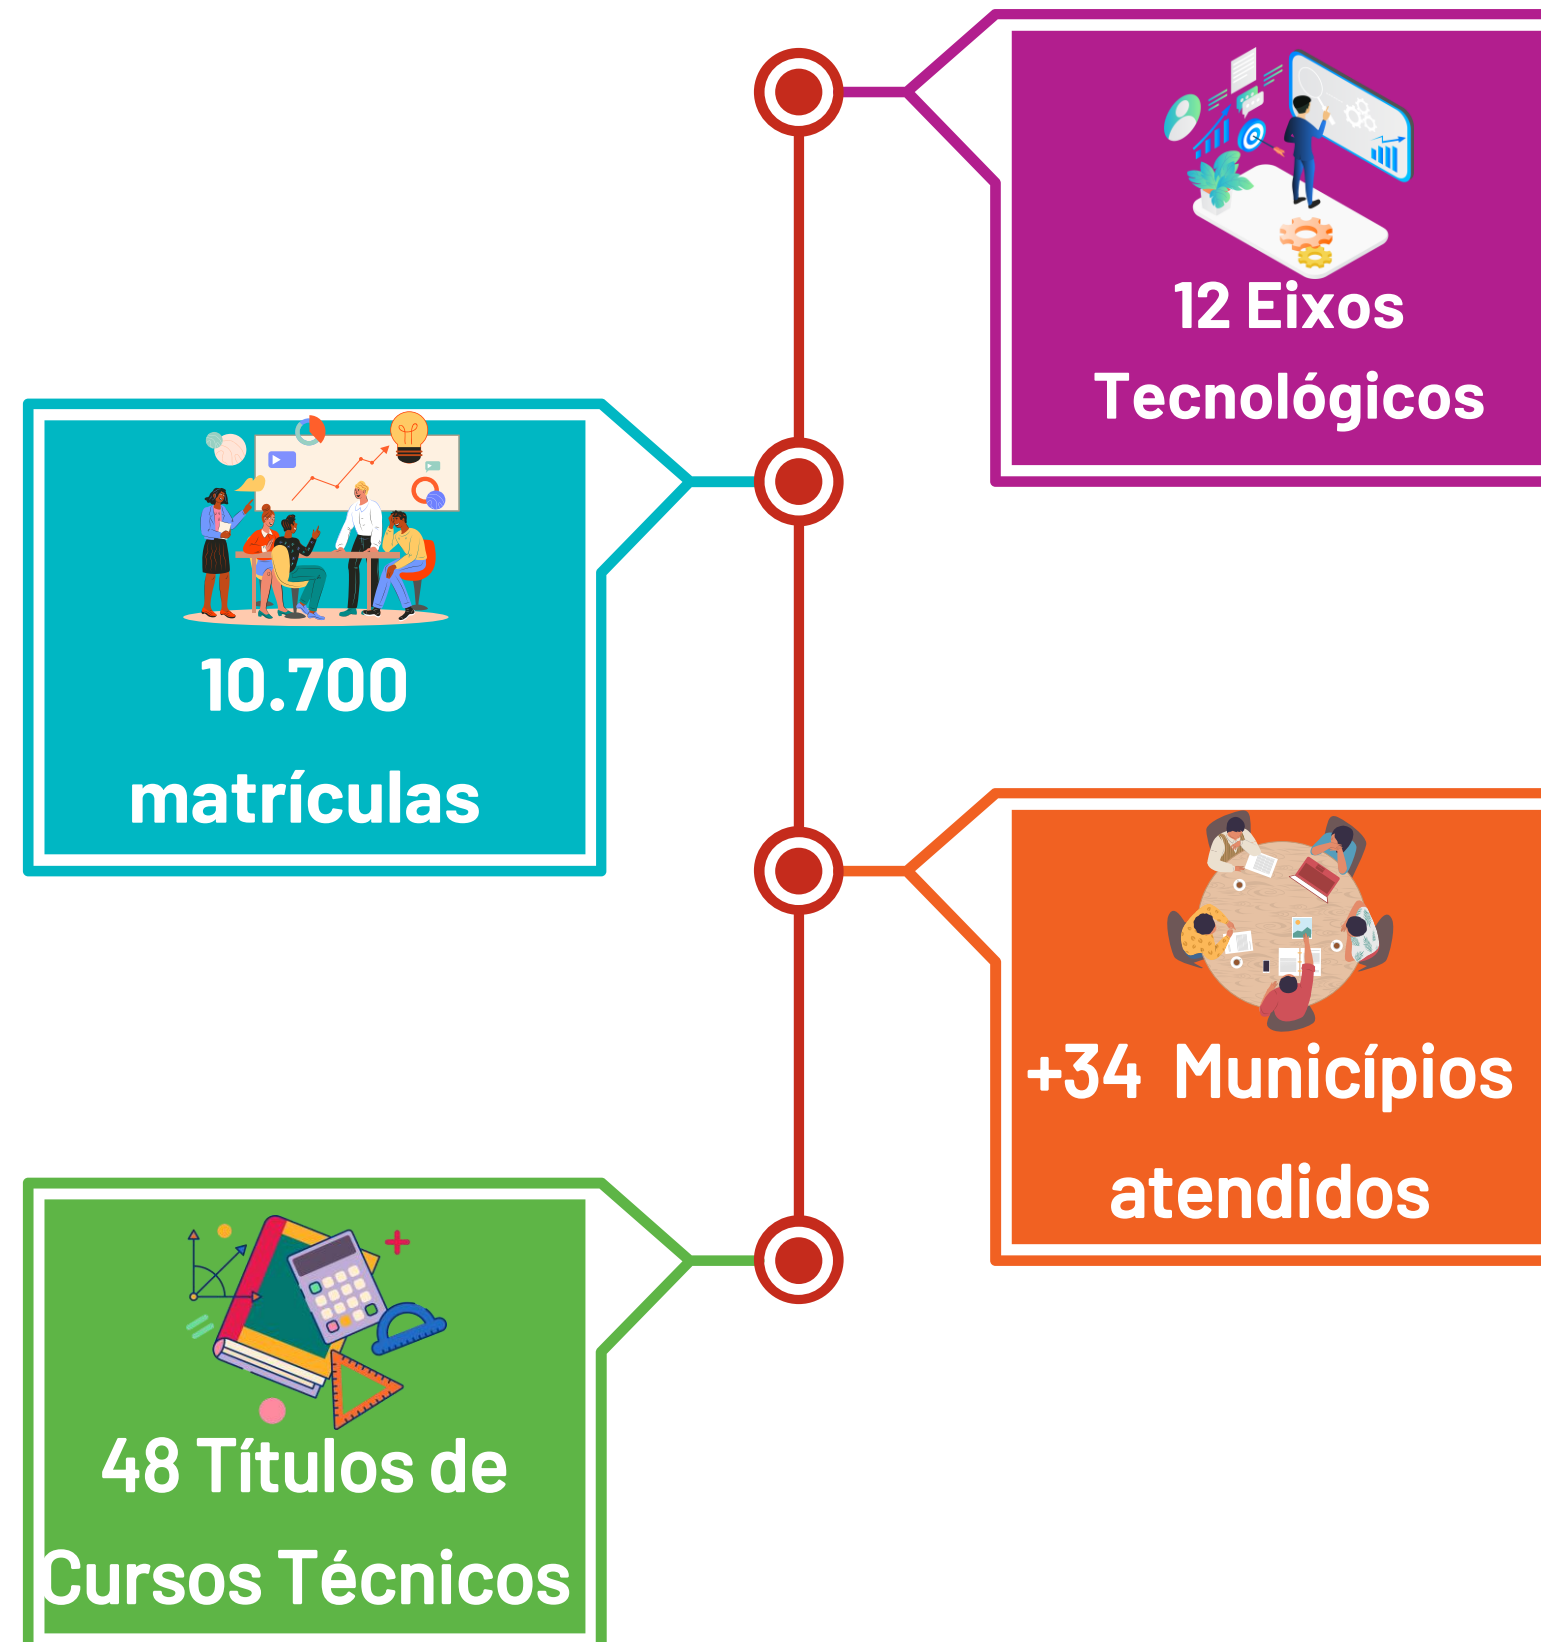 12 Eixos
Tecnológicos
10.700
matrículas
+34 Municípios
atendidos
48 Títulos de
Cursos Técnicos